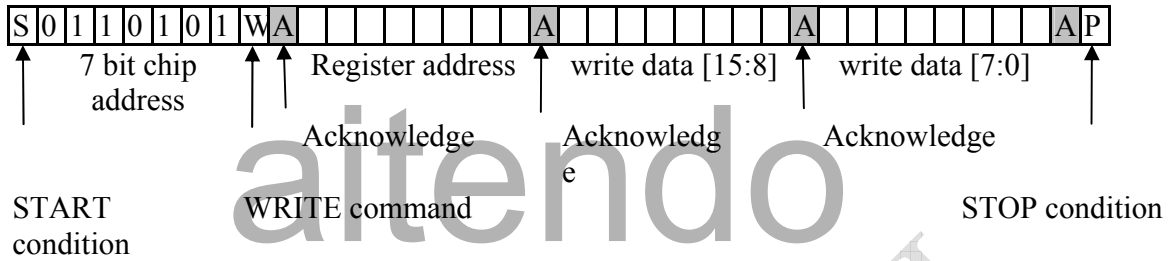 S 0 1 1 0 1 0 1 W A A A A P
7 bit chip Register address write data [15:8] write data [7:0]
address
Acknowledge Acknowledg Acknowledge
e
aitendo
START WRITE command STOP condition
condition